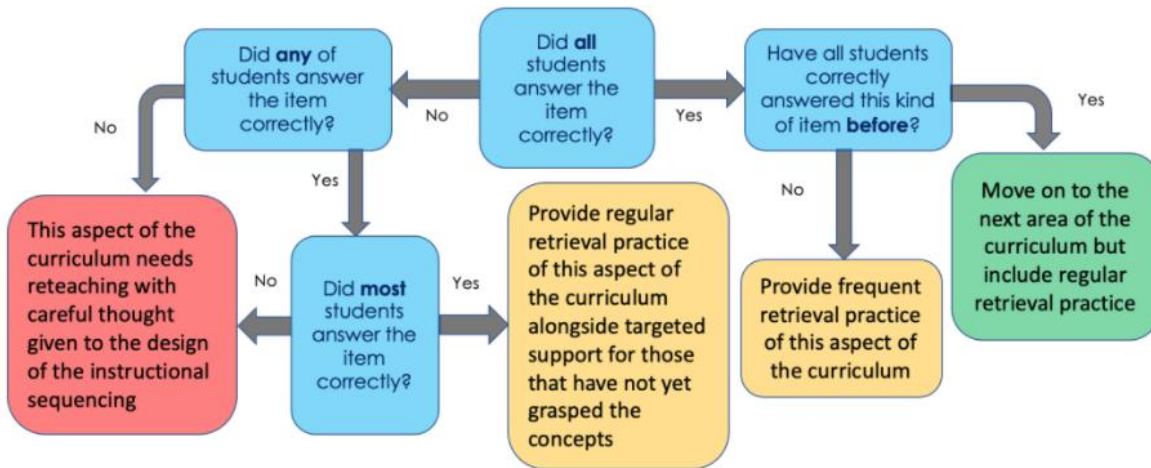 Did any of
students answer
the item
correctly?
Did all
students
answer the
item
correctly?
Have all students
correctly
answered this kind
of item before?
No
No
Yes
Yes
Yes
No
This aspect of the
curriculum needs
reteaching with
careful thought
given to the design
of the instructional
sequencing
No
Did most
students
answer the
item
correctly?
Yes
Provide regular
retrieval practice
of this aspect of
the curriculum
alongside targeted
support for those
that have not yet
grasped the
concepts
Provide frequent
retrieval practice
of this aspect of
the curriculum
Move on to the
next area of the
curriculum but
include regular
retrieval practice